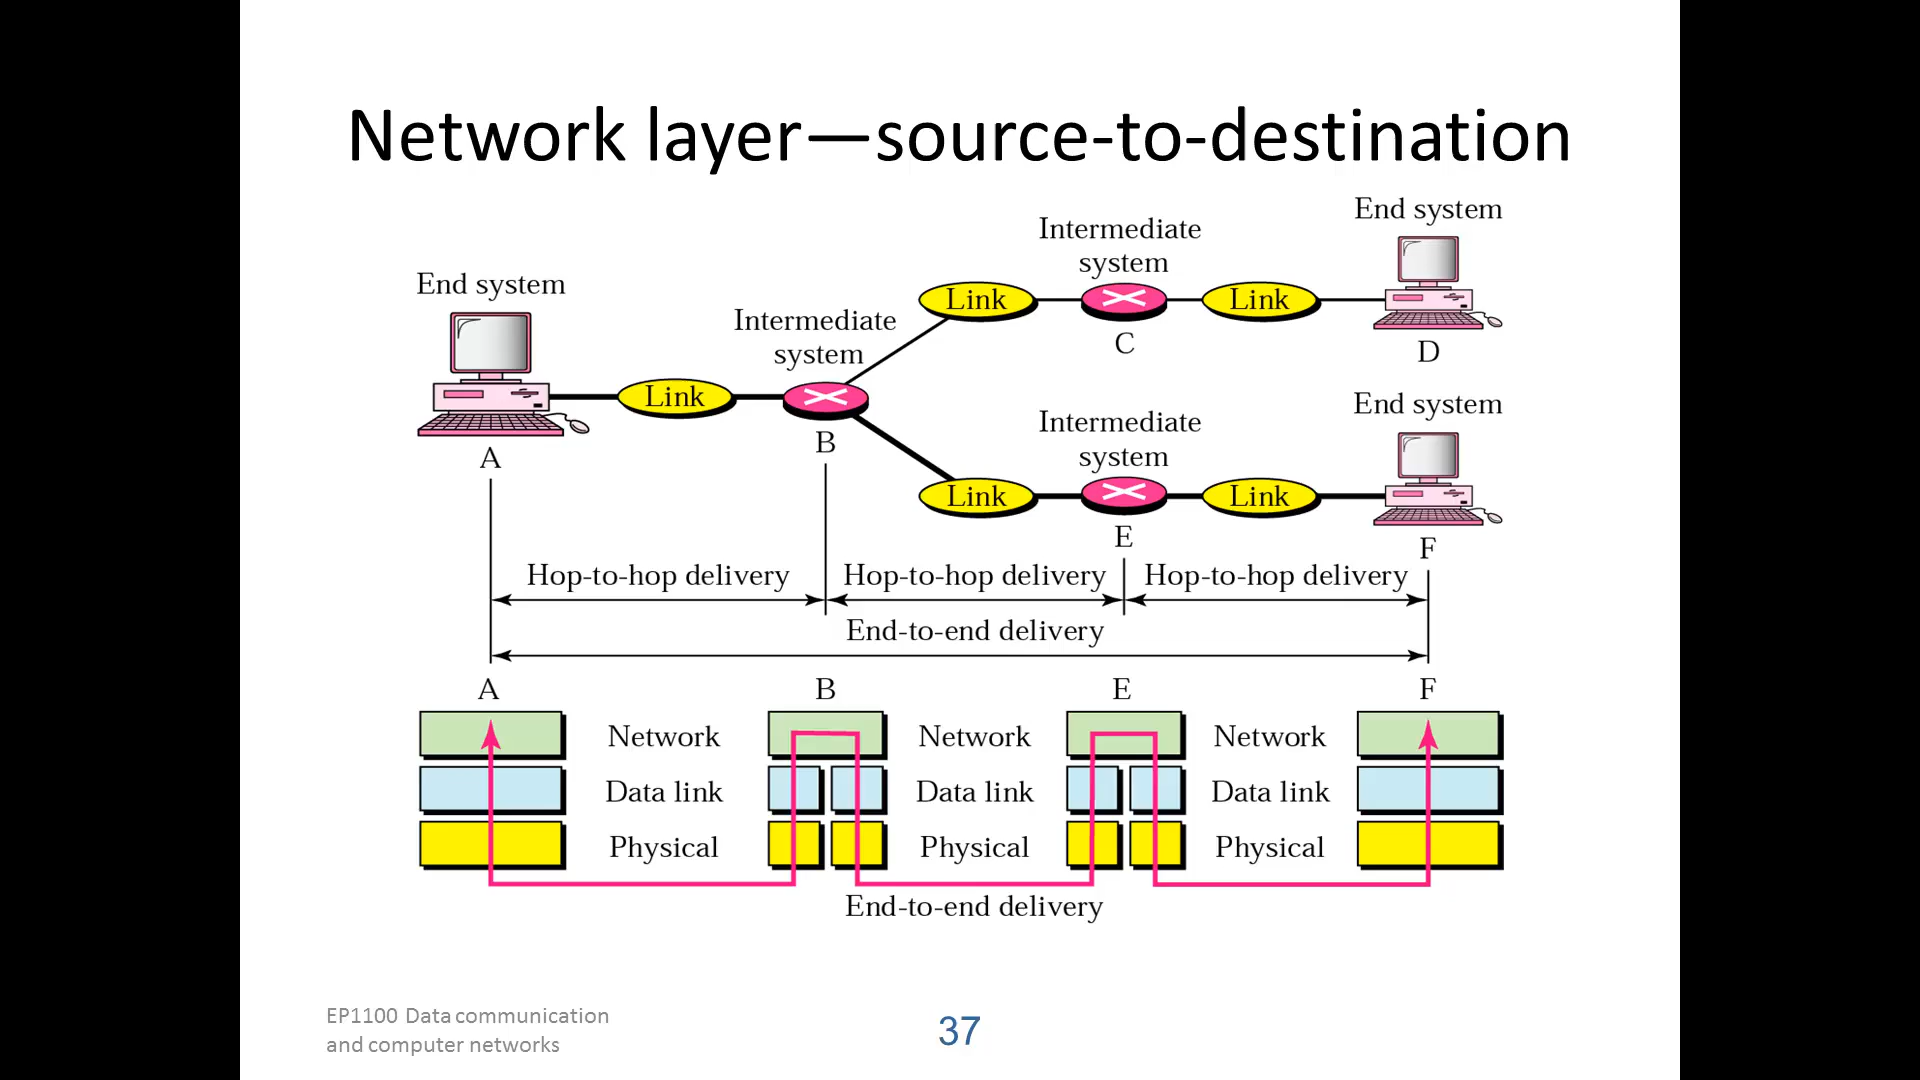 Network layer—source-to-destination
End system
Intermediate
system
End system
Link
C
Link
D
Intermediate
system
End system
Link
A
B
Intermediate
system
Link
E
Link
F
Hop-to-hop delivery
Hop-to-hop delivery
Hop-to-hop delivery
End-to-end delivery
A
B
E
F
Network
Network
Network
Data link
Data link
Data link
Physical
Physical
Physical
End-to-end delivery
EP1100 Data communication
and computer networks
37